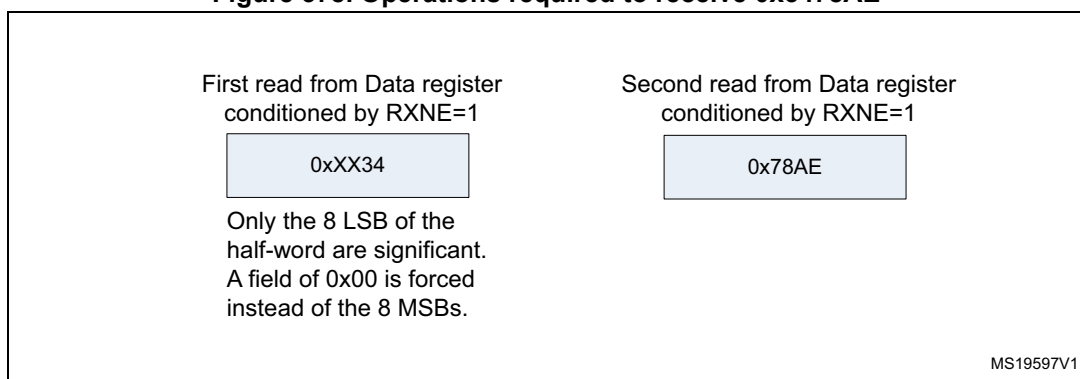 First read from Data register
conditioned by RXNE=1
0xXX34
Only the 8 LSB of the
half-word are significant.
A field of 0x00 is forced
instead of the 8 MSBs.
Second read from Data register
conditioned by RXNE=1
0x78AE
MS19597V1